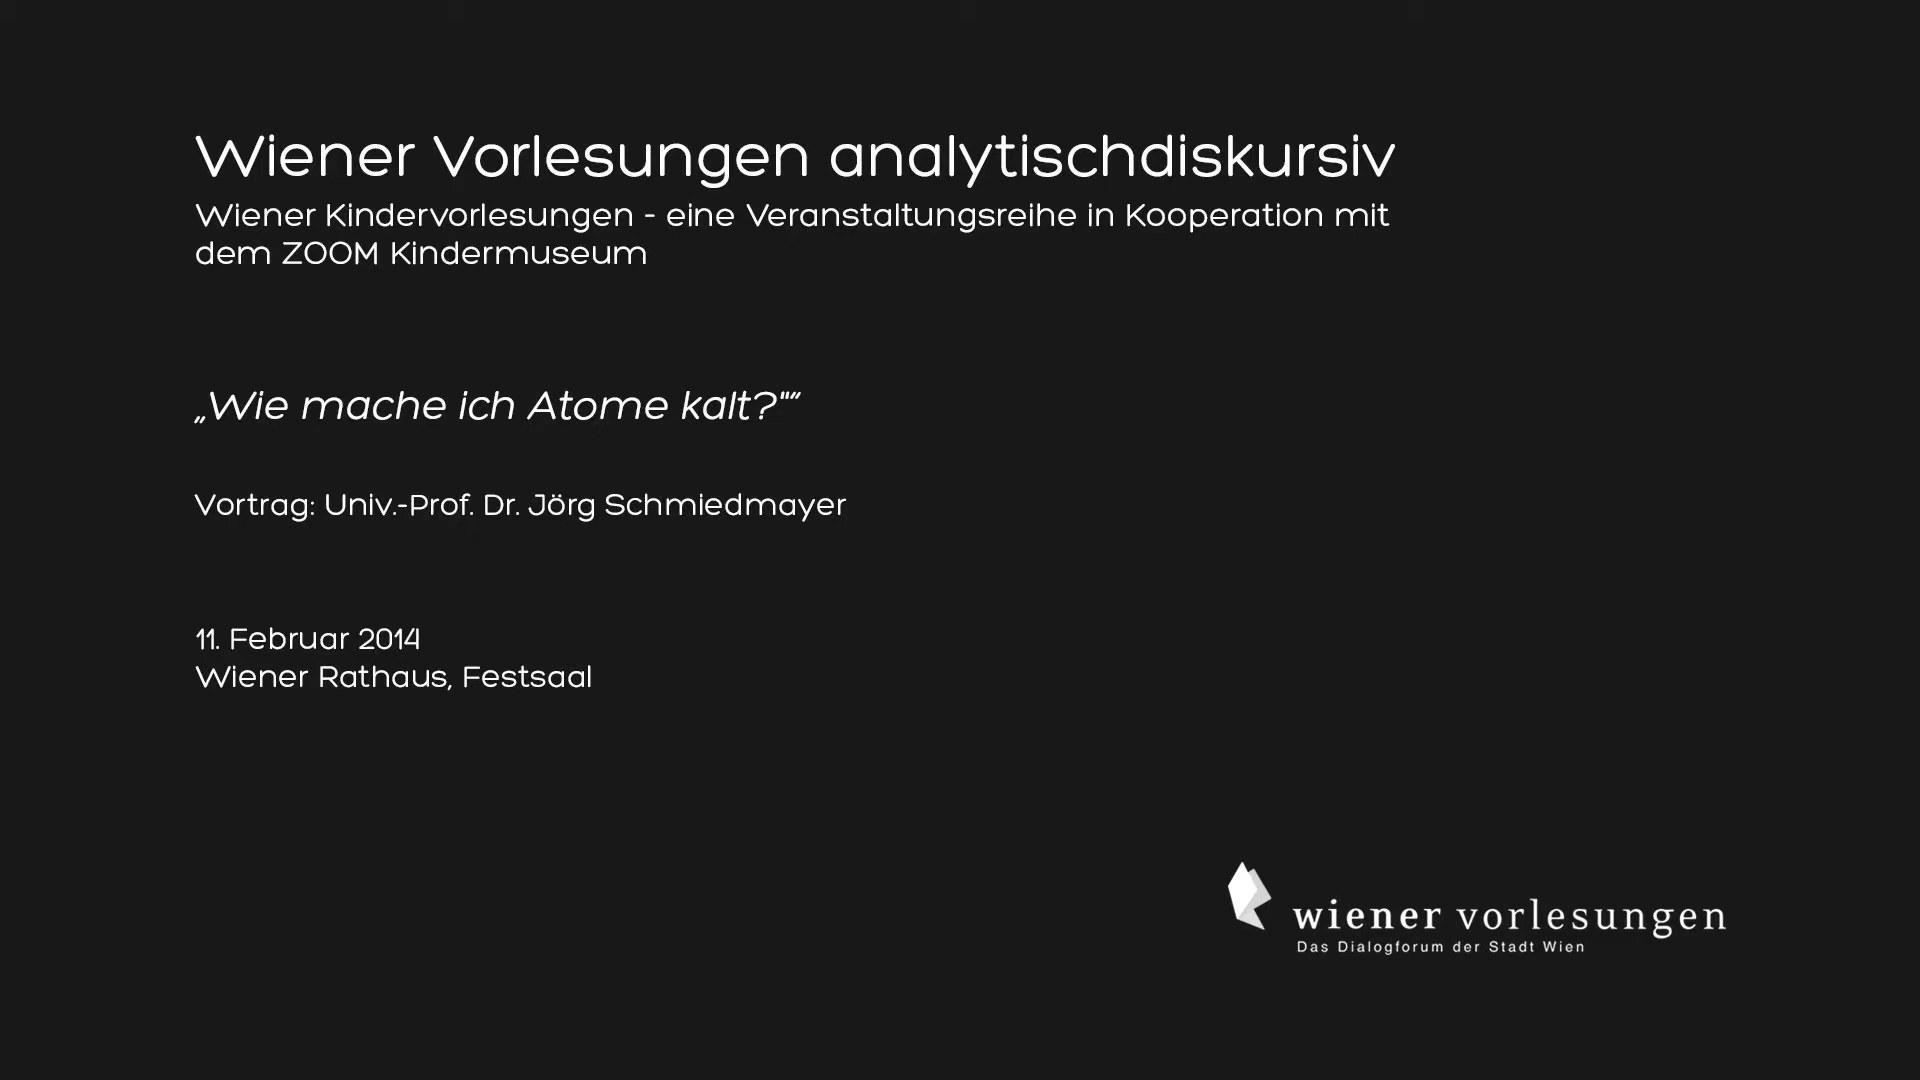 Wiener Vorlesungen analytischdiskursiv
Wiener Kindervorlesungen - eine Veranstaltungsreihe in Kooperation mit
dem ZOOM Kindermuseum
„Wie mache ich Atome kalt?"”
Vortrag: Univ.-Prof. Dr. Jörg Schmiedmayer
11. Februar 2014
Wiener Rathaus, Festsaal
wiener vorlesungen
Das Dialogforum der Stadt Wien